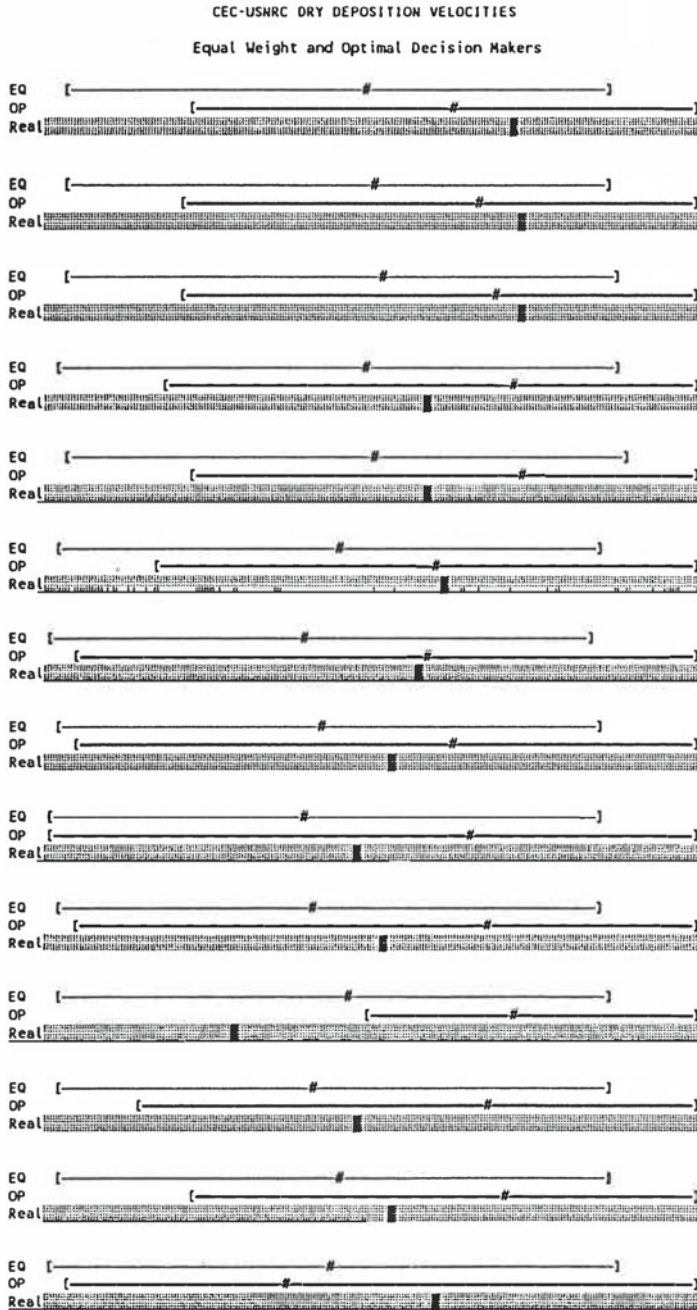 CEC-USNRC DRY DEPOSITION VELOCITIES
Equal Weight and Optimal Decision Makers
EQ [ # ]
OP [ # ]
Real
EQ [ # ]
OP [ # ]
Real
EQ [ # ]
OP [ # ]
Real
EQ [ # ]
OP [ # ]
Real
EQ [ # ]
OP [ # ]
Real
EQ [ # ]
OP [ # ]
Real
EQ [ # ]
OP [ # ]
Real
EQ [ # ]
OP [ # ]
Real
EQ [ # ]
OP [ # ]
Real
EQ [ # ]
OP [ # ]
Real
EQ [ # ]
OP [ # ]
Real
EQ [ # ]
OP [ # ]
Real
EQ [ # ]
OP [ # ]
Real
EQ [ # ]
OP [ # ]
Real